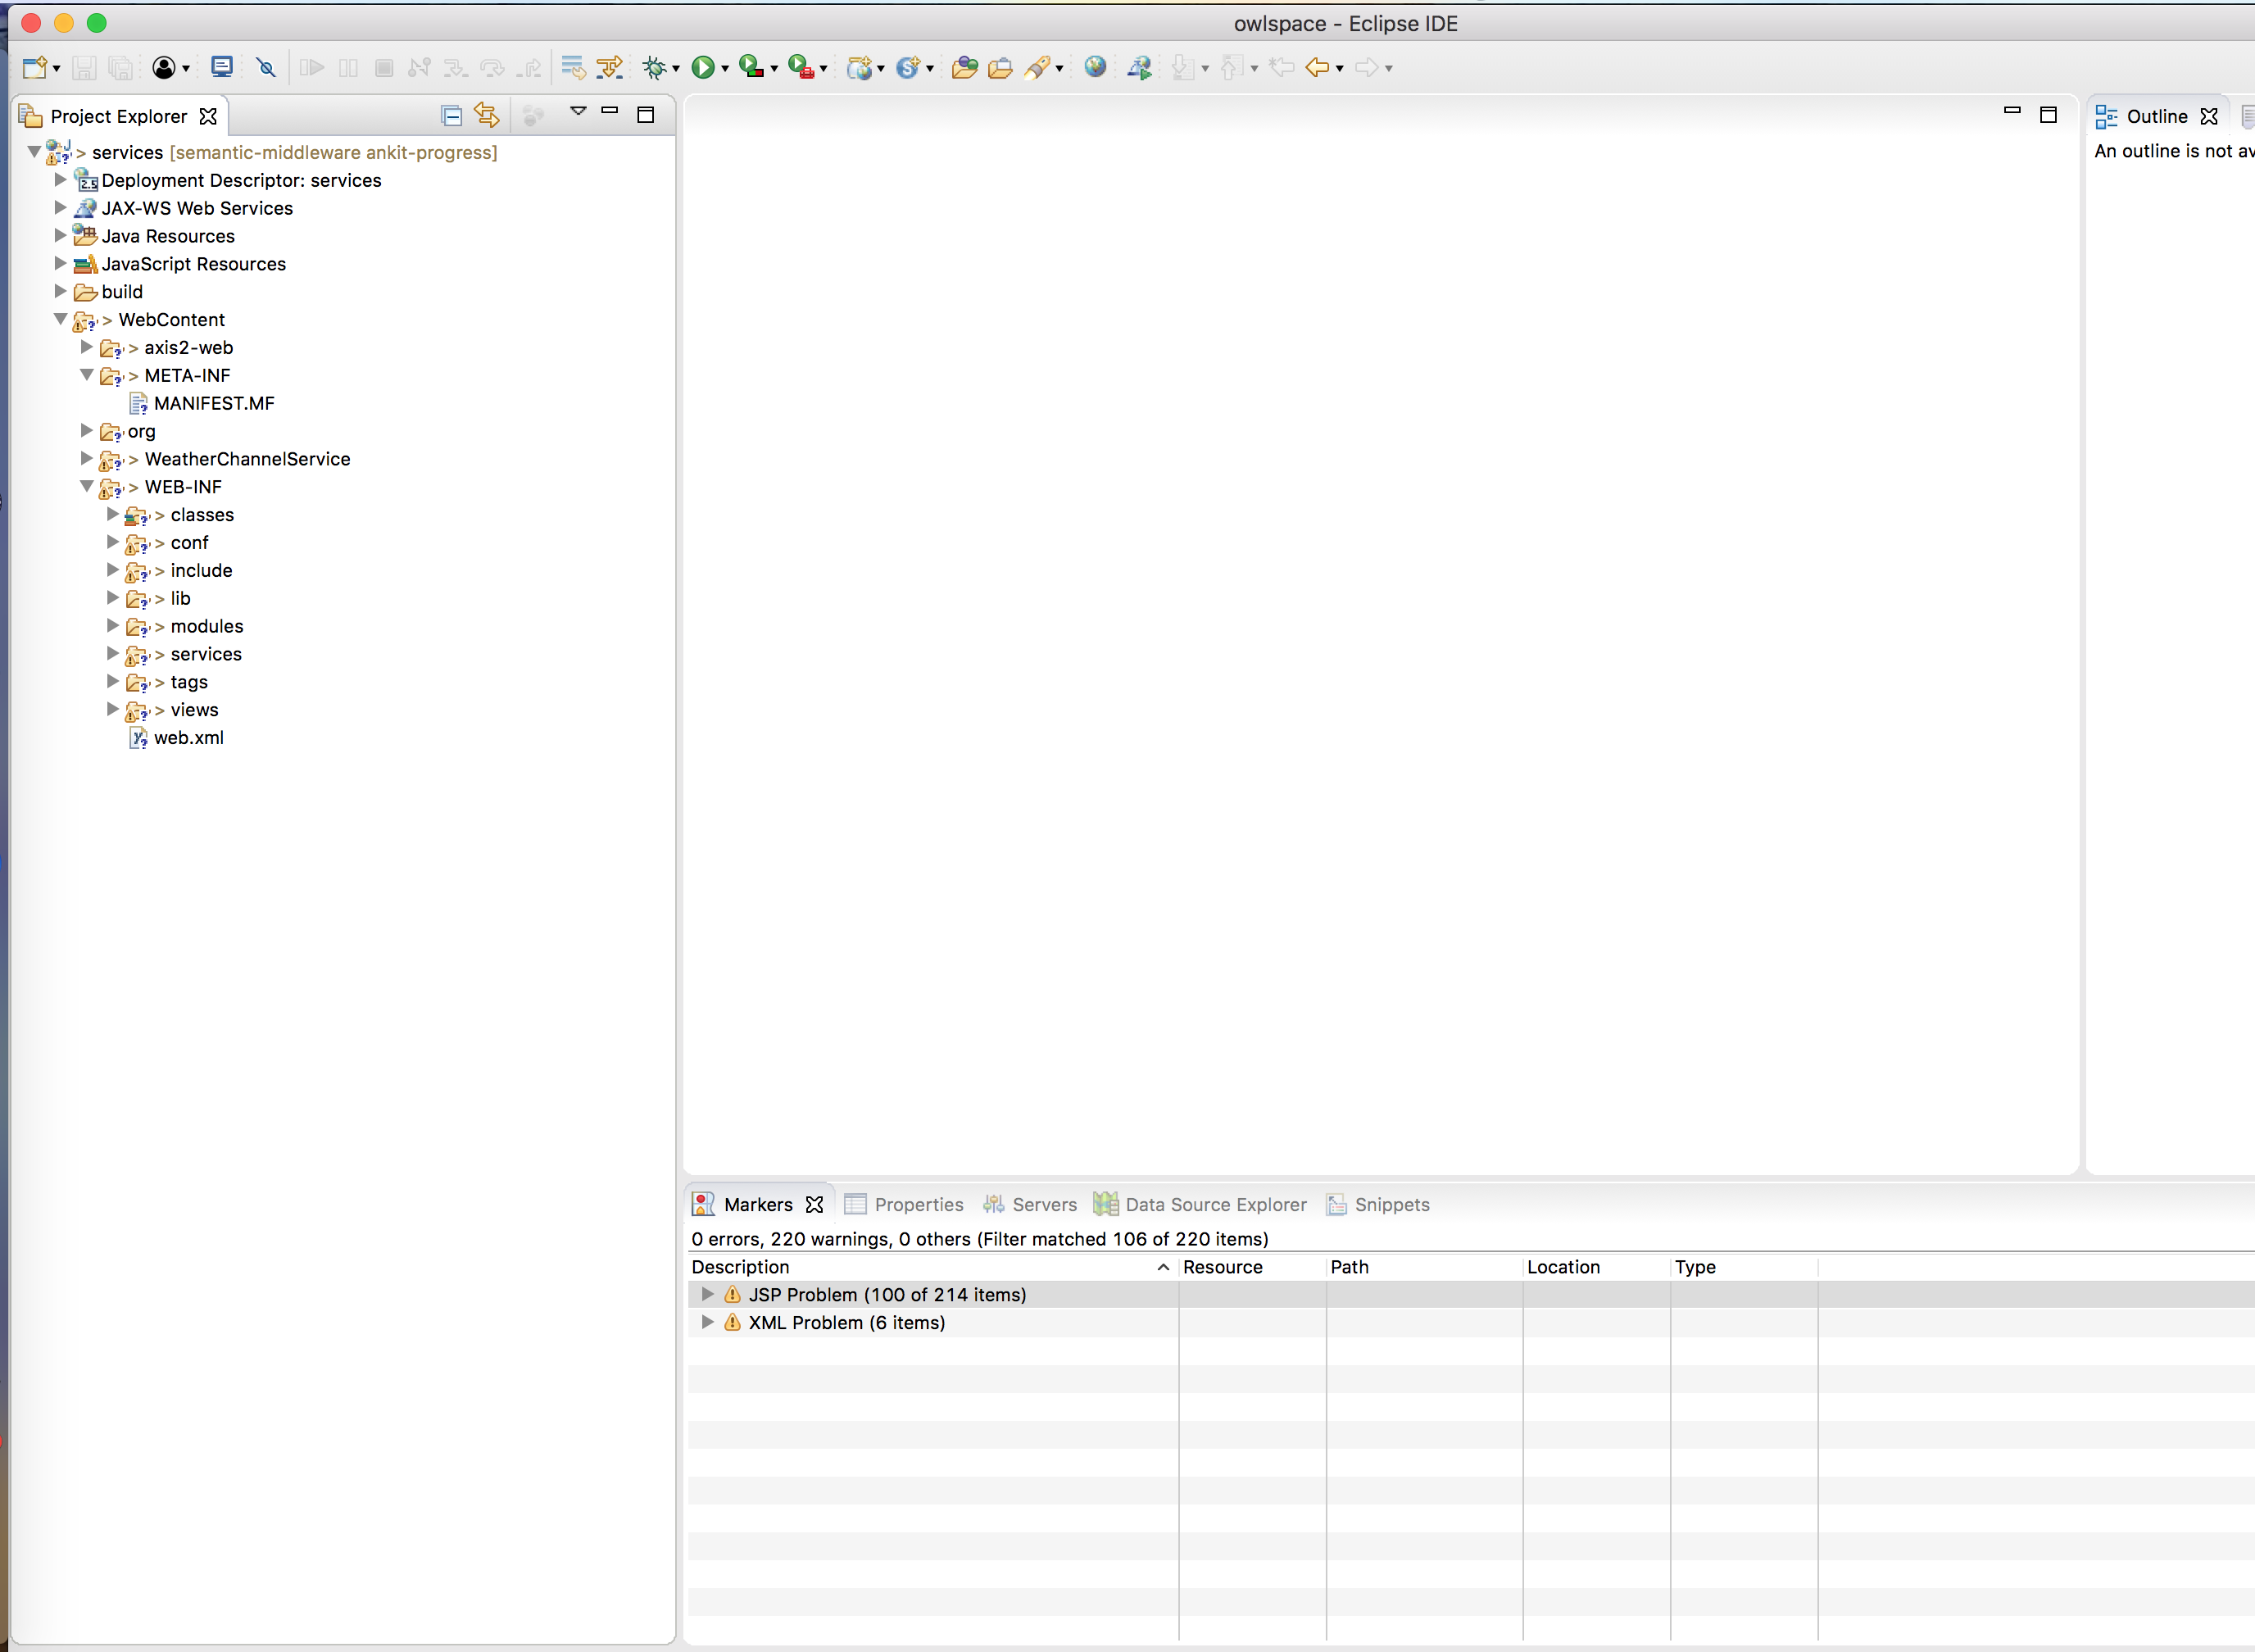 owlspace - Eclipse IDE
Project Explorer
> services [semantic-middleware ankit-progress]
Deployment Descriptor: services
JAX-WS Web Services
Java Resources
JavaScript Resources
build
> WebContent
> axis2-web
> META-INF
MANIFEST.MF
org
> WeatherChannelService
> WEB-INF
> classes
> conf
> include
> lib
> modules
> services
> tags
> views
web.xml
Outline
An outline is not av
Markers Properties Servers Data Source Explorer Snippets
0 errors, 220 warnings, 0 others (Filter matched 106 of 220 items)
Description Resource Path Location Type
JSP Problem (100 of 214 items)
XML Problem (6 items)